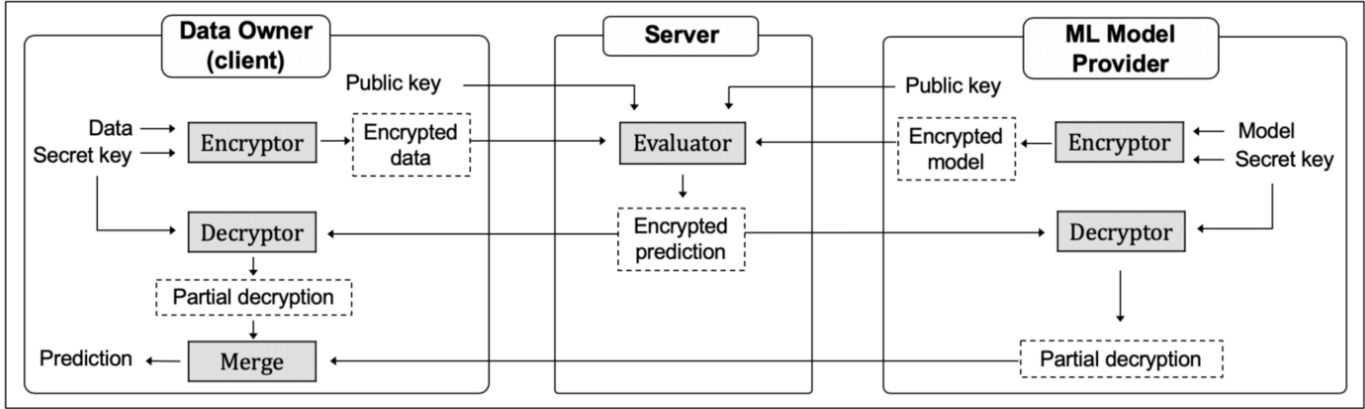 Data Owner
(client)
Server
ML Model
Provider
Public key
Public key
Data
Secret key
Encryptor
Encrypted
data
Evaluator
Encrypted
model
Encryptor
Model
Secret key
Decryptor
Encrypted
prediction
Decryptor
Partial decryption
Prediction
Merge
Partial decryption